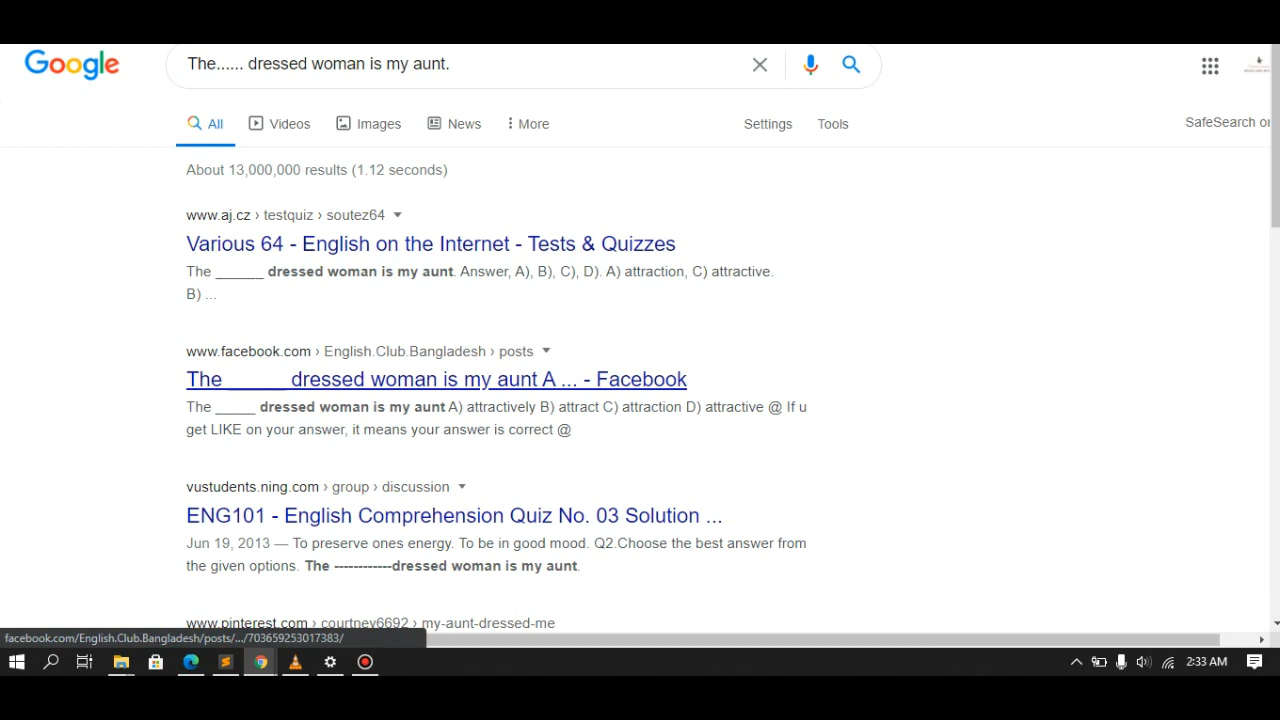 Google
The...... dressed woman is my aunt.
All Videos Images News More Settings Tools SafeSearch on
About 13,000,000 results (1.12 seconds)
www.aj.cz › testquiz › soutez64
Various 64 - English on the Internet - Tests & Quizzes
The ______ dressed woman is my aunt. Answer, A), B), C), D). A) attraction, C) attractive.
B) ...
www.facebook.com › English.Club.Bangladesh › posts
The _____ dressed woman is my aunt A ... - Facebook
The _____ dressed woman is my aunt A) attractively B) attract C) attraction D) attractive @ If u
get LIKE on your answer, it means your answer is correct @
vustudents.ning.com › group › discussion
ENG101 - English Comprehension Quiz No. 03 Solution ...
Jun 19, 2013 — To preserve ones energy. To be in good mood. Q2.Choose the best answer from
the given options. The ------------dressed woman is my aunt.
www.pinterest.com › courtney6692 › my-aunt-dressed-me
facebook.com/English.Club.Bangladesh/posts/.../703659253017383/
2:33 AM